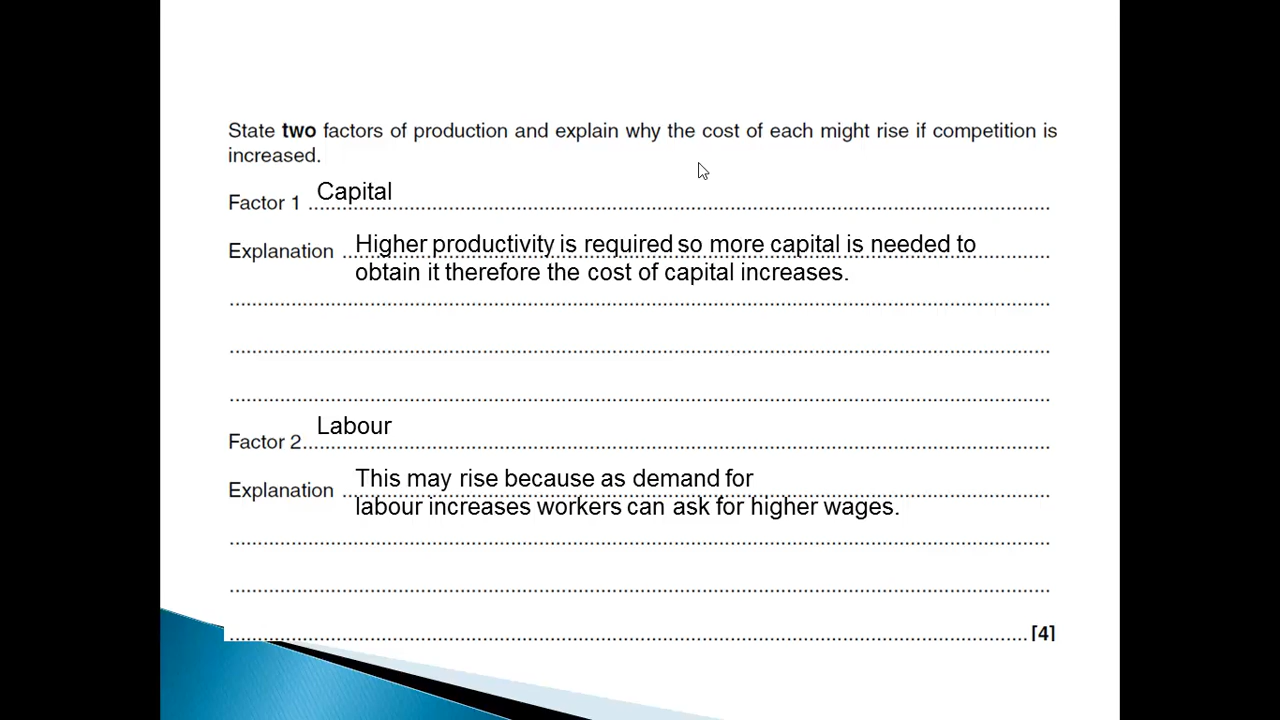 State two factors of production and explain why the cost of each might rise if competition is
increased.
Factor 1 Capital
Explanation Higher productivity is required so more capital is needed to
obtain it therefore the cost of capital increases.
Factor 2 Labour
Explanation This may rise because as demand for
labour increases workers can ask for higher wages.
[4]